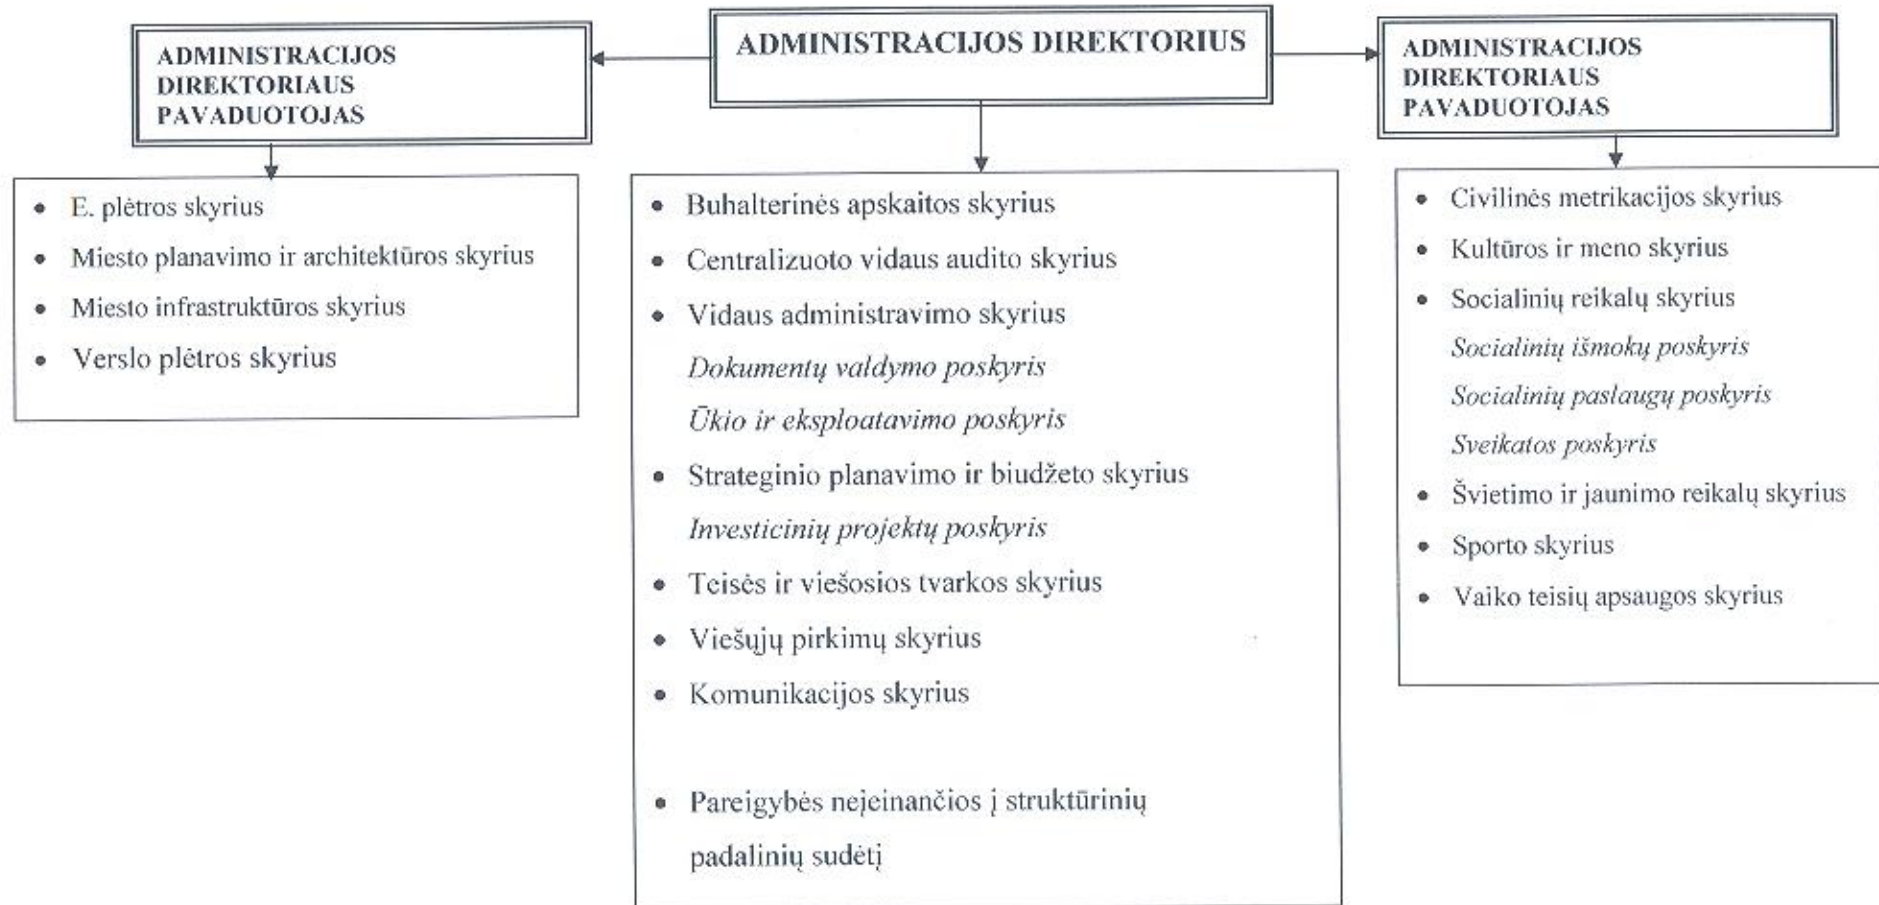 ADMINISTRACIJOS
DIREKTORIAUS
PAVADUOTOJAS
E. plėtros skyrius
Miesto planavimo ir architektūros skyrius
Miesto infrastruktūros skyrius
Verslo plėtros skyrius
ADMINISTRACIJOS DIREKTORIUS
Buhalterinės apskaitos skyrius
Centralizuoto vidaus audito skyrius
Vidaus administravimo skyrius
Dokumentų valdymo poskyris
Ūkio ir eksploatavimo poskyris
Strateginio planavimo ir biudžeto skyrius
Investicinių projektų poskyris
Teisės ir viešosios tvarkos skyrius
Viešųjų pirkimų skyrius
Komunikacijos skyrius
Pareigybės neįeinančios į struktūrinių
padalinių sudėtį
ADMINISTRACIJOS
DIREKTORIAUS
PAVADUOTOJAS
Civilinės metrikacijos skyrius
Kultūros ir meno skyrius
Socialinių reikalų skyrius
Socialinių išmokų poskyris
Socialinių paslaugų poskyris
Sveikatos poskyris
Švietimo ir jaunimo reikalų skyrius
Sporto skyrius
Vaiko teisių apsaugos skyrius